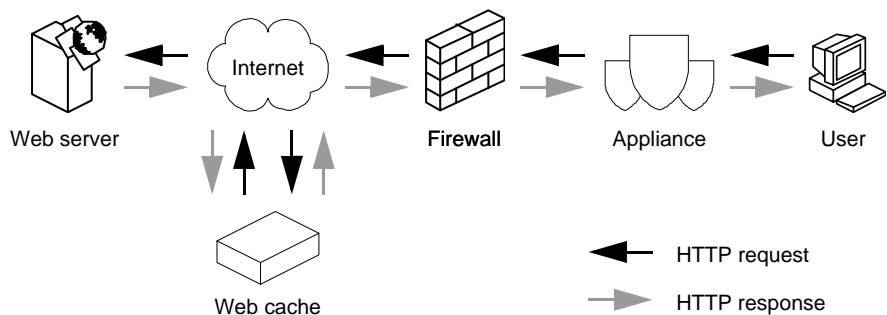 Internet
Web server
Firewall
Appliance
User
Web cache
HTTP request
HTTP response